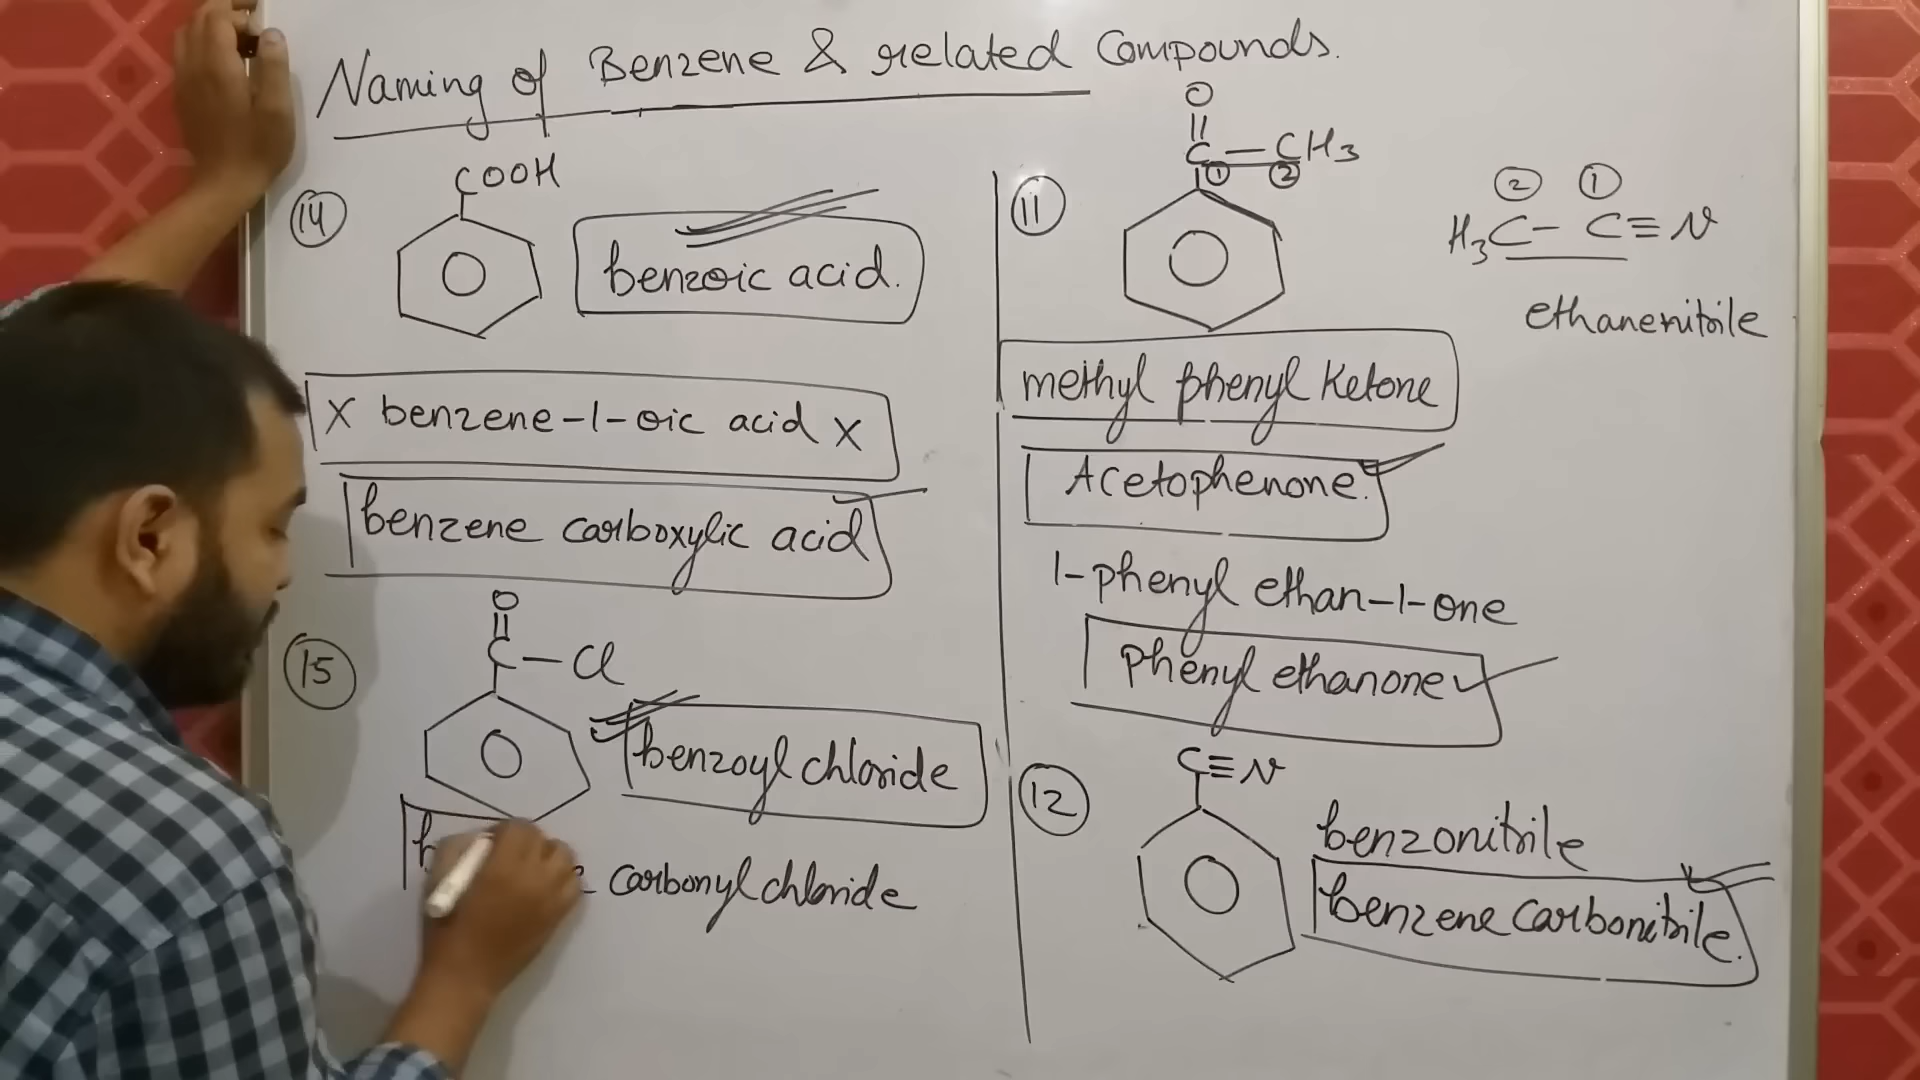 Naming of Benzene & related Compounds.
14
COOH
benzoic acid.
X benzene-1-oic acid X
benzene carboxylic acid
15
O
C-Cl
benzoyl chloride
carbonyl chloride
11
O
C-CH3
1 2
2 1
H3C-C≡N
ethanenitrile
methyl phenyl ketone
Acetophenone.
1-phenyl ethan-1-one
phenyl ethanone
12
C≡N
benzonitrile
benzene carbonitrile.